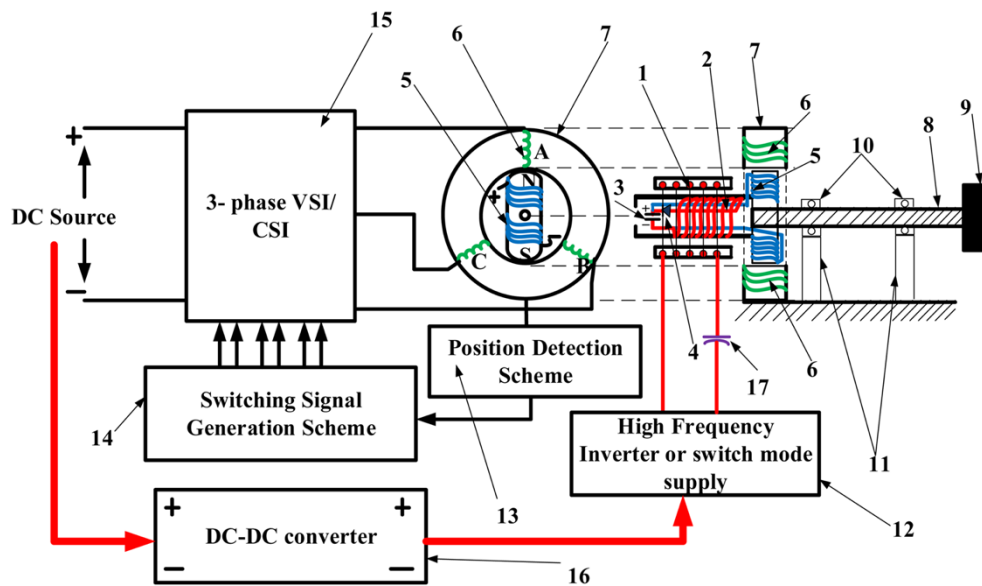 15
6
7
5
1
2
7
6
5
10
8
9
+
DC Source
−
3- phase VSI/
CSI
A
N
+
S
C
B
3
+
−
4
17
6
11
Position Detection
Scheme
13
14
Switching Signal
Generation Scheme
High Frequency
Inverter or switch mode
supply
12
+ +
DC-DC converter
− −
16